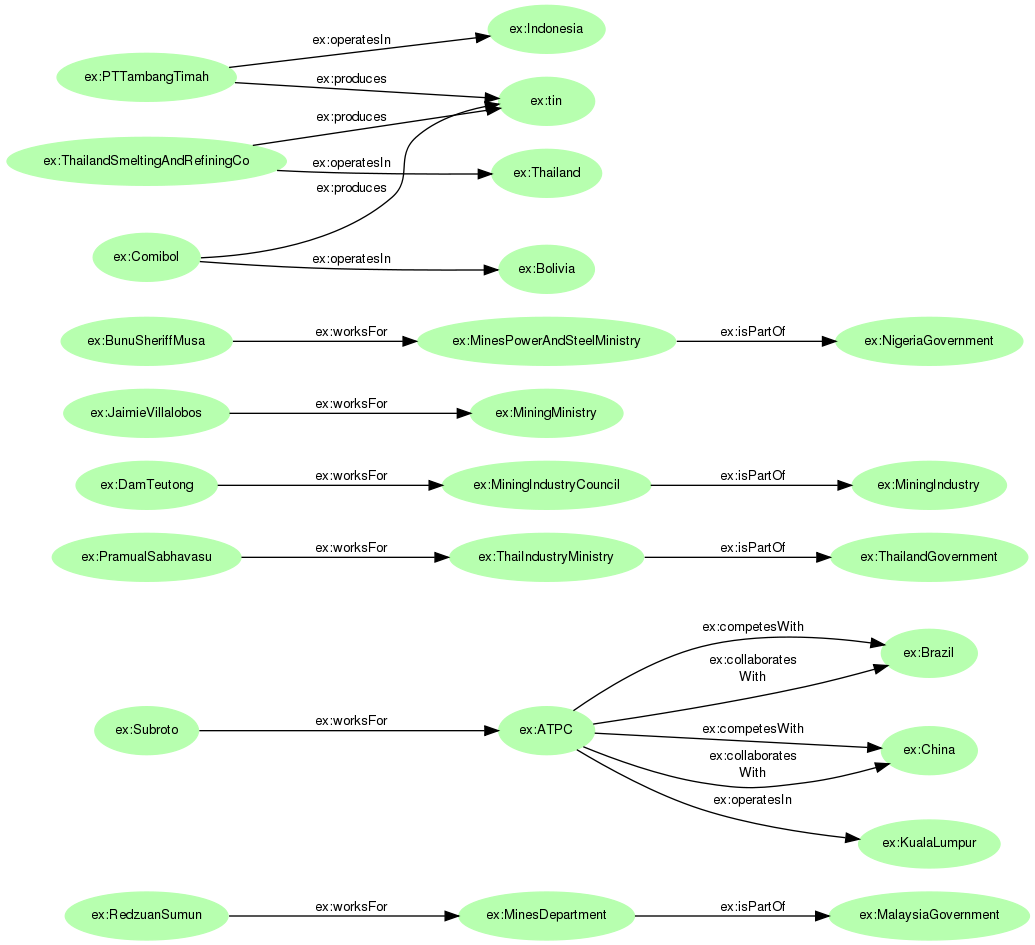 ex:Indonesia
ex:operatesIn
ex:PTTambangTimah
ex:produces
ex:tin
ex:produces
ex:ThailandSmeltingAndRefiningCo
ex:operatesIn
ex:Thailand
ex:produces
ex:Comibol
ex:operatesIn
ex:Bolivia
ex:BunuSheriffMusa
ex:worksFor
ex:MinesPowerAndSteelMinistry
ex:isPartOf
ex:NigeriaGovernment
ex:JaimieVillalobos
ex:worksFor
ex:MiningMinistry
ex:DamTeutong
ex:worksFor
ex:MiningIndustryCouncil
ex:isPartOf
ex:MiningIndustry
ex:PramualSabhavasu
ex:worksFor
ex:ThaiIndustryMinistry
ex:isPartOf
ex:ThailandGovernment
ex:competesWith
ex:Brazil
ex:collaborates
With
ex:Subroto
ex:worksFor
ex:ATPC
ex:competesWith
ex:China
ex:collaborates
With
ex:operatesIn
ex:KualaLumpur
ex:RedzuanSumun
ex:worksFor
ex:MinesDepartment
ex:isPartOf
ex:MalaysiaGovernment